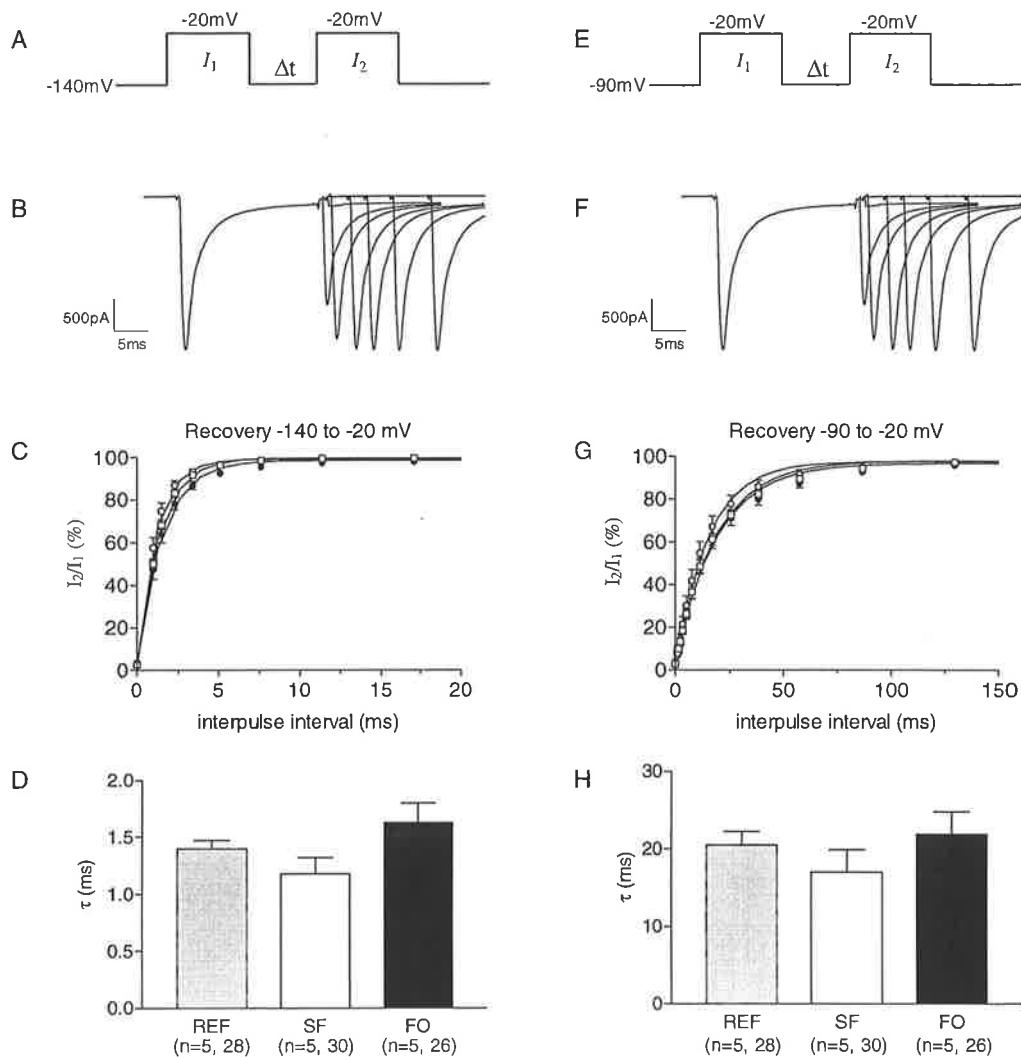 A
-20mV
-20mV
I1
Δt
I2
-140mV
B
500pA
5ms
C
Recovery -140 to -20 mV
I2/I1 (%)
100
80
60
40
20
0
0
5
10
15
20
interpulse interval (ms)
D
τ (ms)
2.0
1.5
1.0
0.5
0.0
REF
SF
FO
(n=5, 28)
(n=5, 30)
(n=5, 26)
E
-20mV
-20mV
I1
Δt
I2
-90mV
F
500pA
5ms
G
Recovery -90 to -20 mV
I2/I1 (%)
100
80
60
40
20
0
0
50
100
150
interpulse interval (ms)
H
τ (ms)
30
20
10
0
REF
SF
FO
(n=5, 28)
(n=5, 30)
(n=5, 26)